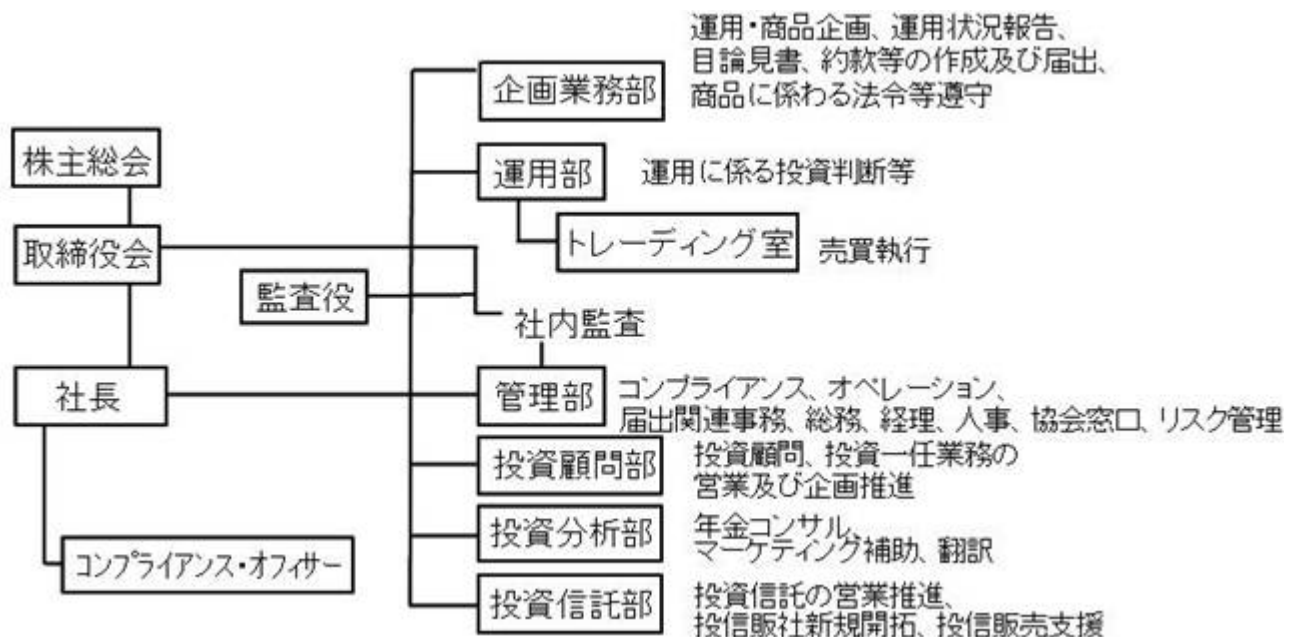 運用・商品企画、運用状況報告、
目論見書、約款等の作成及び届出、
商品に係わる法令等遵守
企画業務部
株主総会
運用部
運用に係る投資判断等
取締役会
トレーディング室
売買執行
監査役
社内監査
社長
管理部
コンプライアンス、オペレーション、
届出関連事務、総務、経理、人事、協会窓口、リスク管理
投資顧問部
投資顧問、投資一任業務の
営業及び企画推進
投資分析部
年金コンサル、
マーケティング補助、翻訳
コンプライアンス・オフィサー
投資信託部
投資信託の営業推進、
投信販社新規開拓、投信販売支援